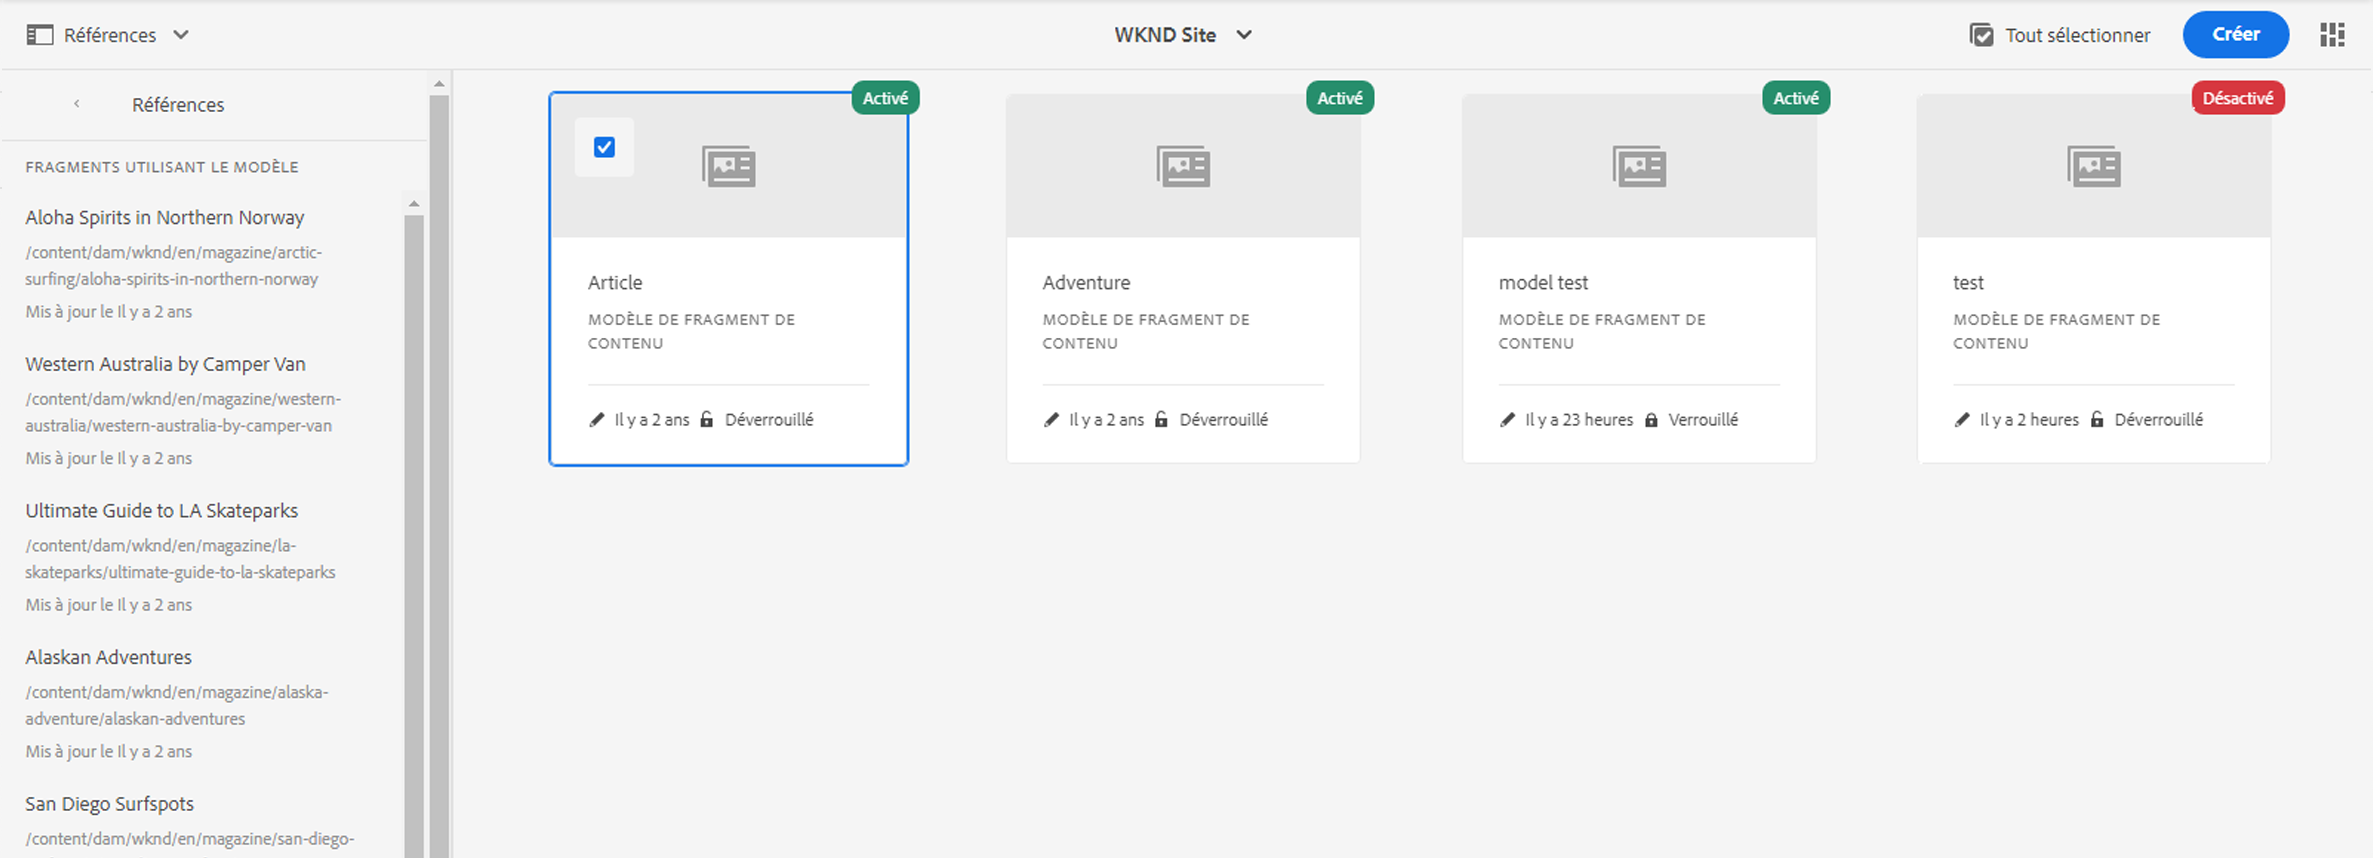 Références
WKND Site
Tout sélectionner
Créer
Références
FRAGMENTS UTILISANT LE MODÈLE
Aloha Spirits in Northern Norway
/content/dam/wknd/en/magazine/arctic-
surfing/aloha-spirits-in-northern-norway
Mis à jour le Il y a 2 ans
Western Australia by Camper Van
/content/dam/wknd/en/magazine/western-
australia/western-australia-by-camper-van
Mis à jour le Il y a 2 ans
Ultimate Guide to LA Skateparks
/content/dam/wknd/en/magazine/la-
skateparks/ultimate-guide-to-la-skateparks
Mis à jour le Il y a 2 ans
Alaskan Adventures
/content/dam/wknd/en/magazine/alaska-
adventure/alaskan-adventures
Mis à jour le Il y a 2 ans
San Diego Surfspots
/content/dam/wknd/en/magazine/san-diego-
Activé
Article
MODÈLE DE FRAGMENT DE
CONTENU
Il y a 2 ans Déverrouillé
Activé
Adventure
MODÈLE DE FRAGMENT DE
CONTENU
Il y a 2 ans Déverrouillé
Activé
model test
MODÈLE DE FRAGMENT DE
CONTENU
Il y a 23 heures Verrouillé
Désactivé
test
MODÈLE DE FRAGMENT DE
CONTENU
Il y a 2 heures Déverrouillé